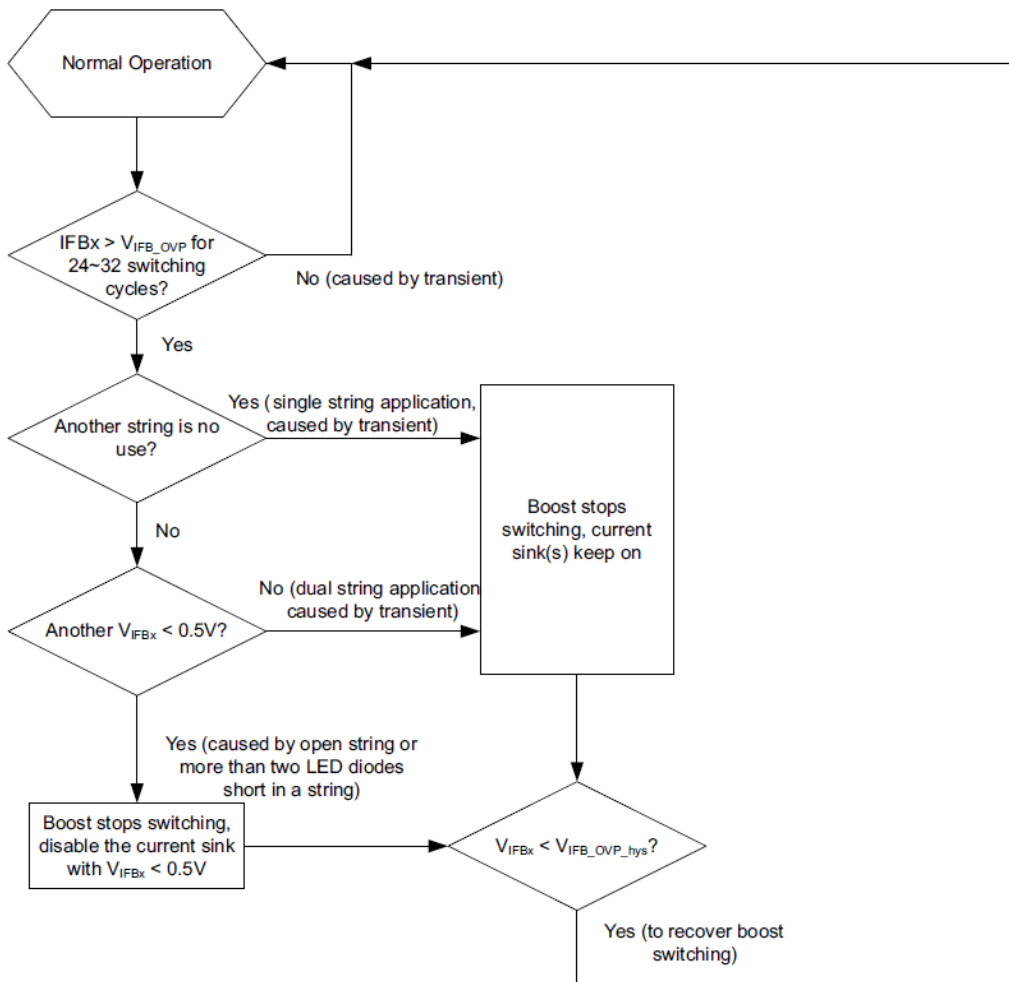 Normal Operation
IFBx > VIFB_OVP for
24~32 switching
cycles?
No (caused by transient)
Yes
Another string is no
use?
Yes ( single string application,
caused by transient)
No
Boost stops
switching, current
sink(s) keep on
No (dual string application
caused by transient)
Another VIFBx < 0.5V?
Yes (caused by open string or
more than two LED diodes
short in a string)
Boost stops switching,
disable the current sink
with VIFBx < 0.5V
VIFBx < VIFB_OVP_hys?
Yes (to recover boost
switching)